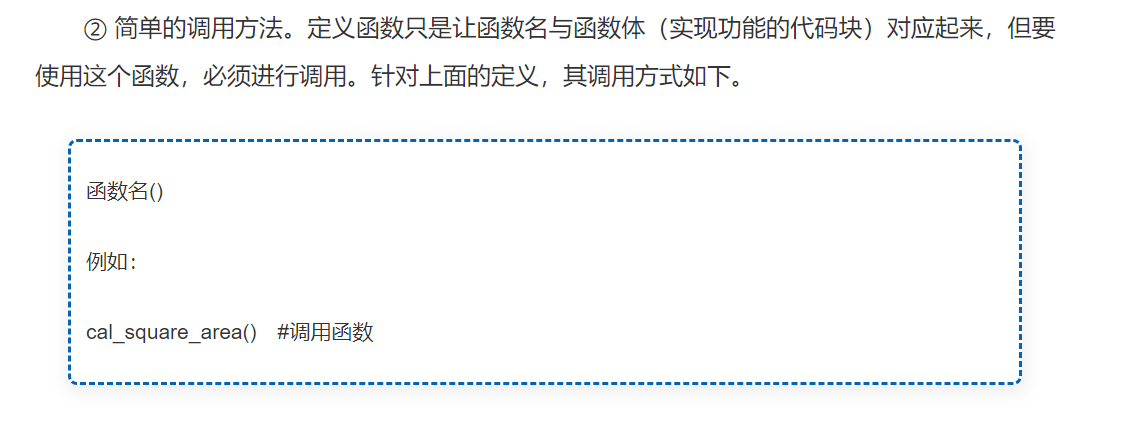 ② 简单的调用方法。定义函数只是让函数名与函数体（实现功能的代码块）对应起来，但要
使用这个函数，必须进行调用。针对上面的定义，其调用方式如下。
函数名()
例如：
cal_square_area() #调用函数